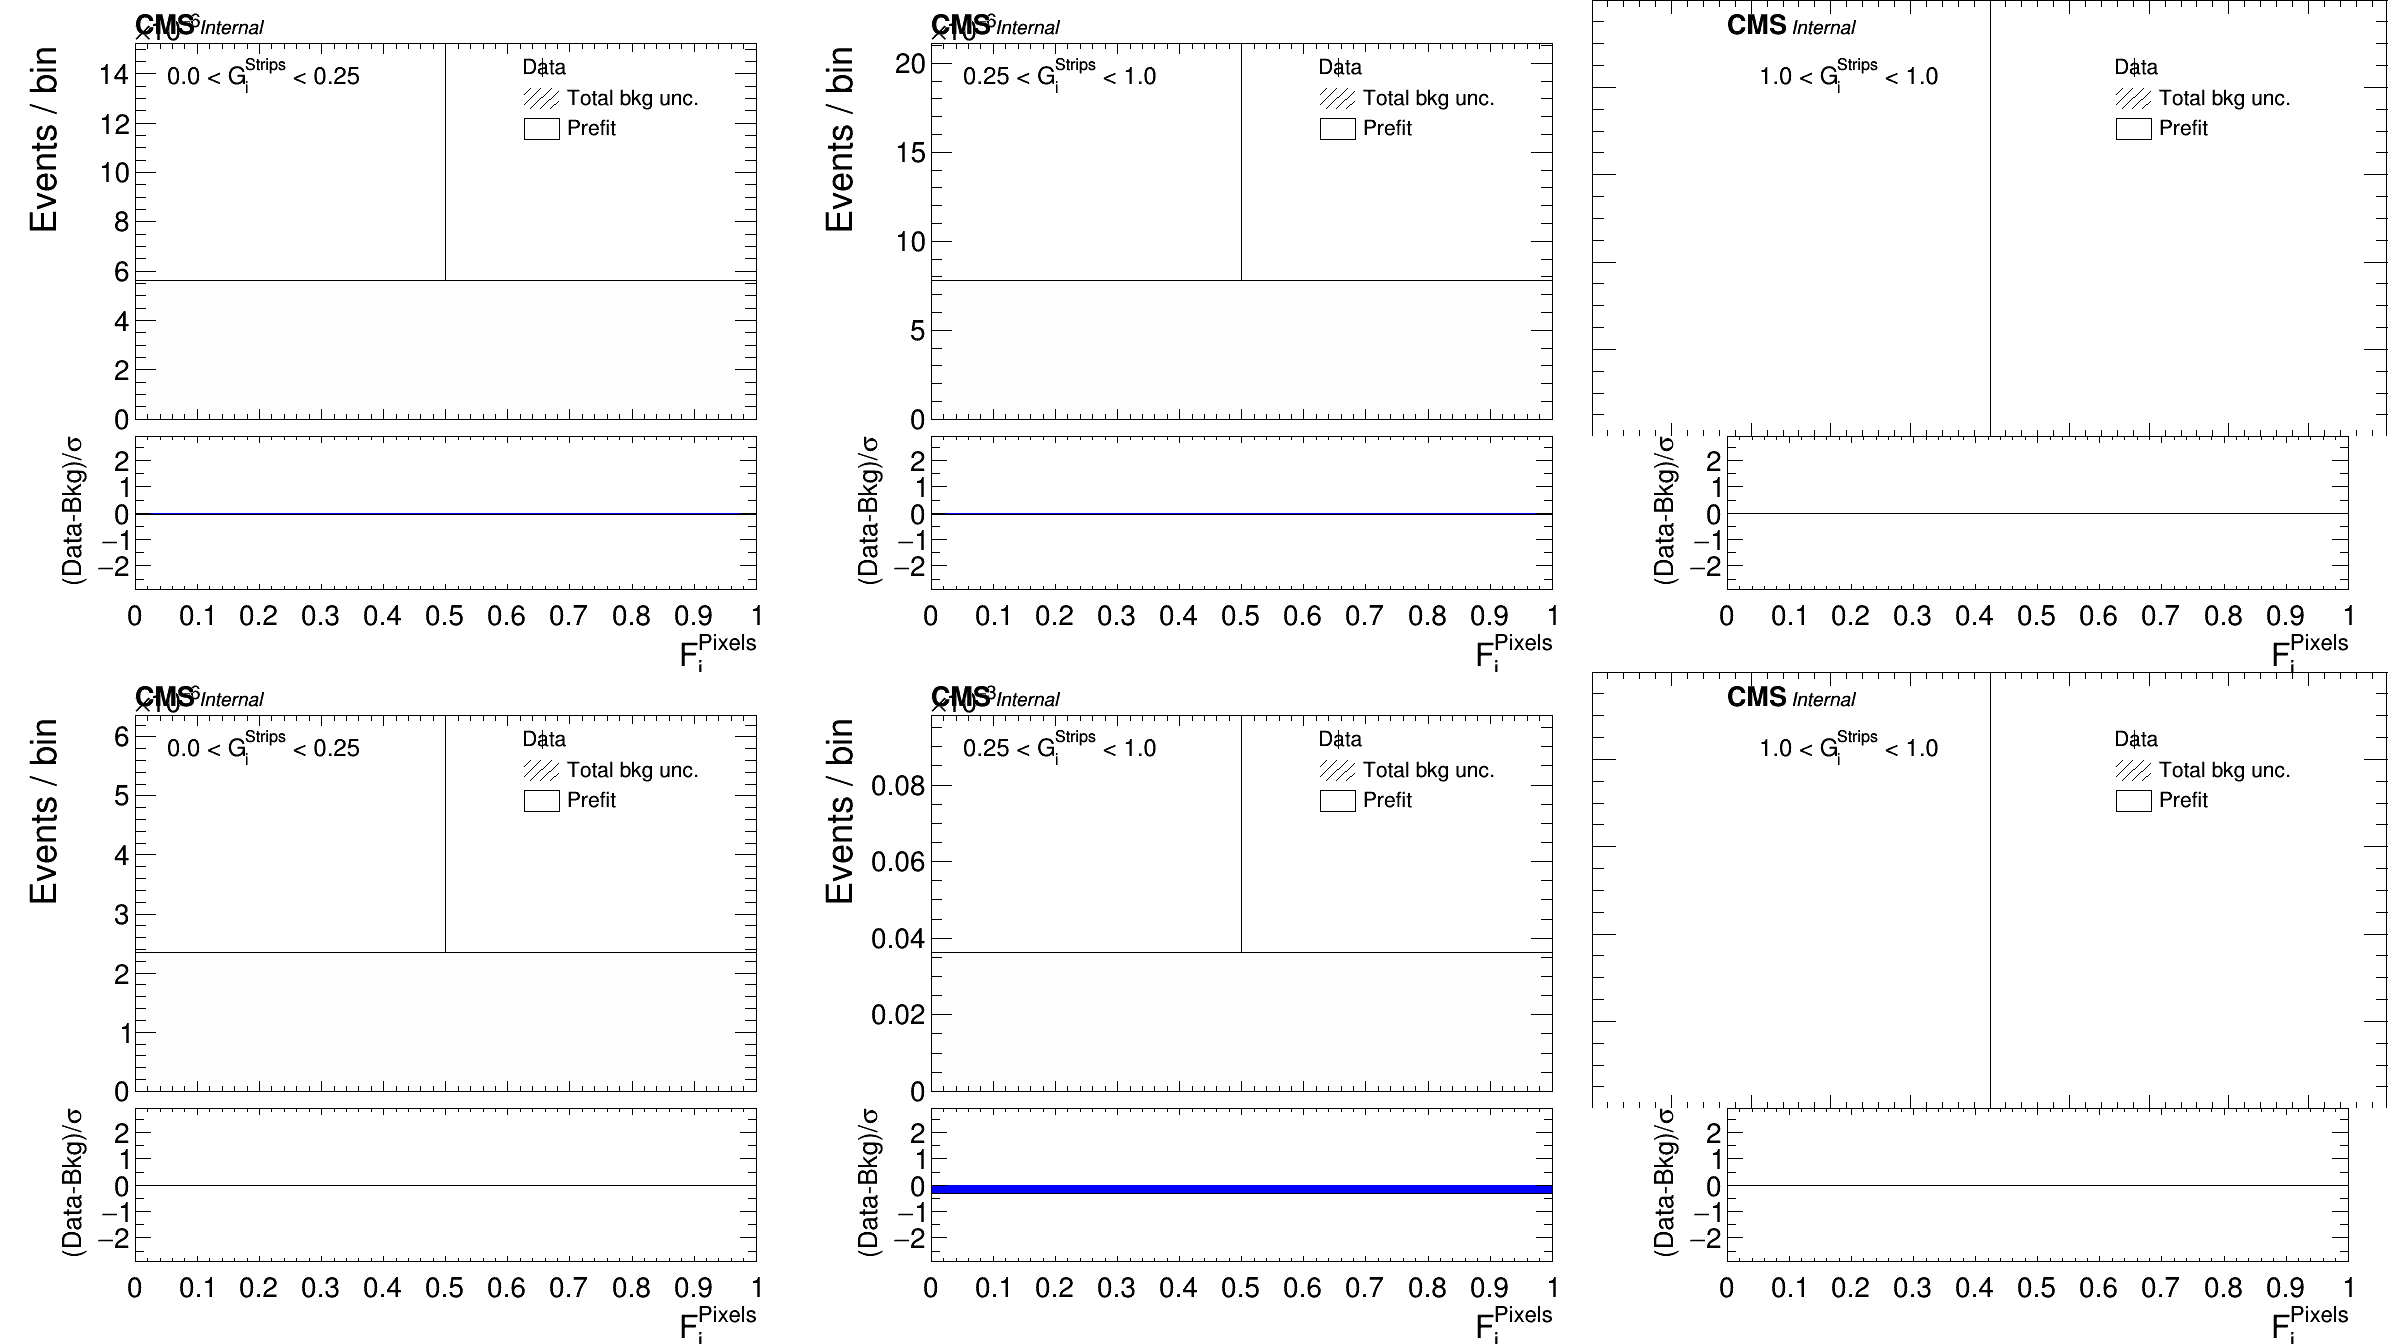 CMS Internal
Events / bin
14
12
10
8
6
4
2
0
0.0 < G_i^Strips < 0.25
Data
Total bkg unc.
Prefit
(Data-Bkg)/σ
2
1
0
−1
−2
0 0.1 0.2 0.3 0.4 0.5 0.6 0.7 0.8 0.9 1
F_i^Pixels
CMS Internal
Events / bin
20
15
10
5
0
0.25 < G_i^Strips < 1.0
Data
Total bkg unc.
Prefit
(Data-Bkg)/σ
2
1
0
−1
−2
0 0.1 0.2 0.3 0.4 0.5 0.6 0.7 0.8 0.9 1
F_i^Pixels
CMS Internal
1.0 < G_i^Strips < 1.0
Data
Total bkg unc.
Prefit
(Data-Bkg)/σ
2
1
0
−1
−2
0 0.1 0.2 0.3 0.4 0.5 0.6 0.7 0.8 0.9 1
F_i^Pixels
CMS Internal
Events / bin
6
5
4
3
2
1
0
0.0 < G_i^Strips < 0.25
Data
Total bkg unc.
Prefit
(Data-Bkg)/σ
2
1
0
−1
−2
0 0.1 0.2 0.3 0.4 0.5 0.6 0.7 0.8 0.9 1
F_i^Pixels
CMS Internal
Events / bin
0.08
0.06
0.04
0.02
0
0.25 < G_i^Strips < 1.0
Data
Total bkg unc.
Prefit
(Data-Bkg)/σ
2
1
0
−1
−2
0 0.1 0.2 0.3 0.4 0.5 0.6 0.7 0.8 0.9 1
F_i^Pixels
CMS Internal
1.0 < G_i^Strips < 1.0
Data
Total bkg unc.
Prefit
(Data-Bkg)/σ
2
1
0
−1
−2
0 0.1 0.2 0.3 0.4 0.5 0.6 0.7 0.8 0.9 1
F_i^Pixels